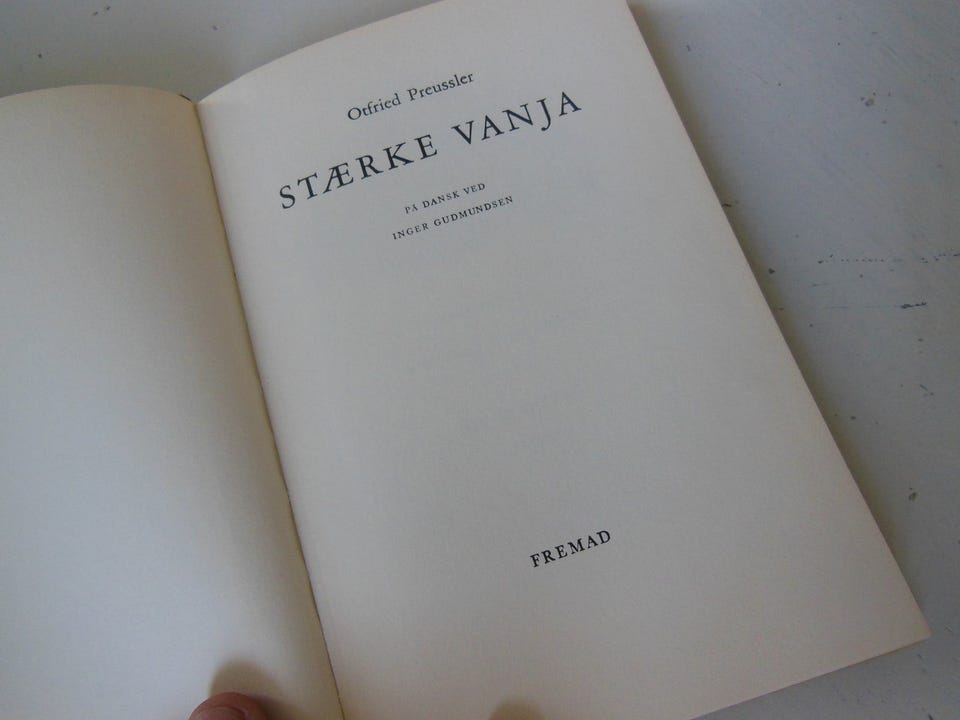 Otfried Preussler
STÆRKE VANJA
PÅ DANSK VED
INGER GUDMUNDSEN
FREMAD